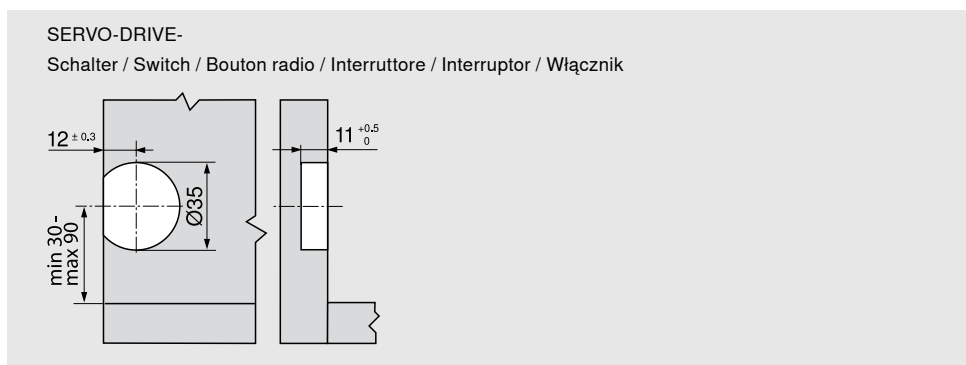 SERVO-DRIVE-
Schalter / Switch / Bouton radio / Interruttore / Interruptor / Włącznik
12 ± 0.3
11 +0.5 0
Ø35
min 30-
max 90